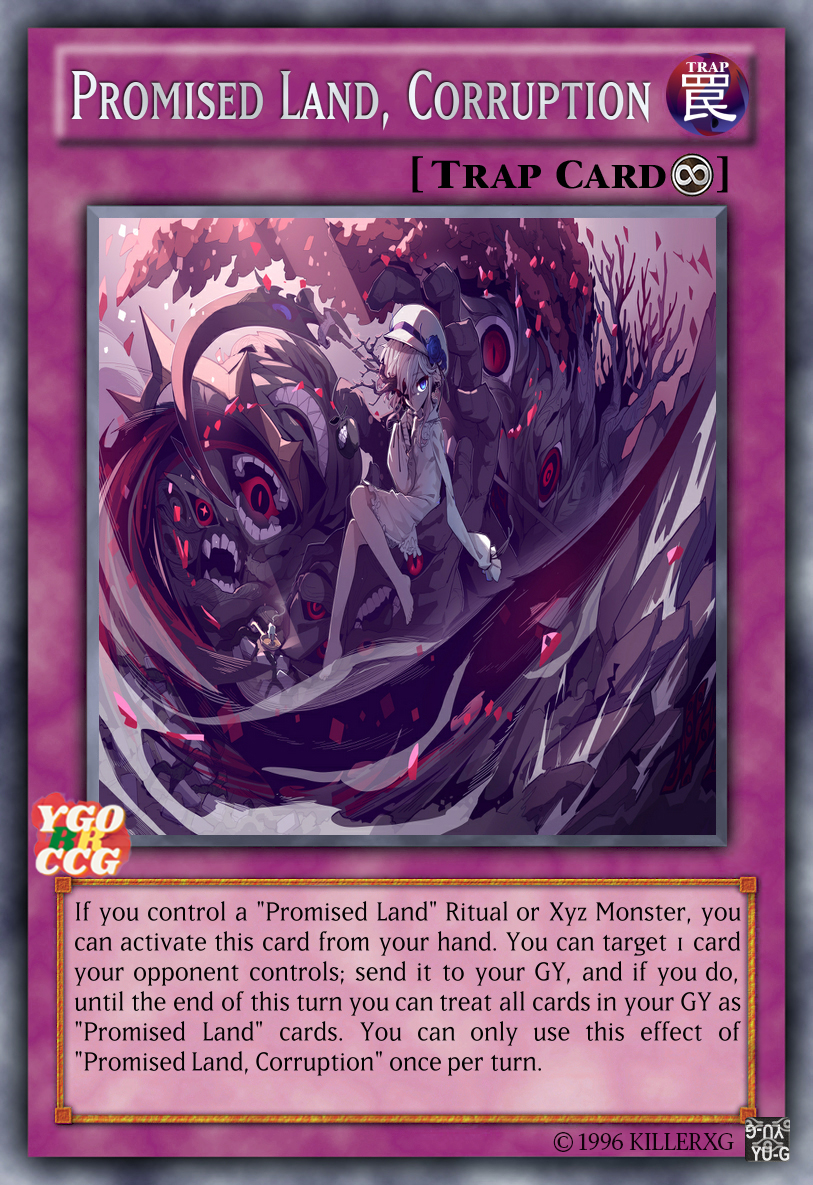 PROMISED LAND, CORRUPTION
TRAP
罠
[TRAP CARD∞]
YGO
RR
CCG
If you control a "Promised Land" Ritual or Xyz Monster, you
can activate this card from your hand. You can target 1 card
your opponent controls; send it to your GY, and if you do,
until the end of this turn you can treat all cards in your GY as
"Promised Land" cards. You can only use this effect of
"Promised Land, Corruption" once per turn.
© 1996 KILLERXG
YU-G
YU-G